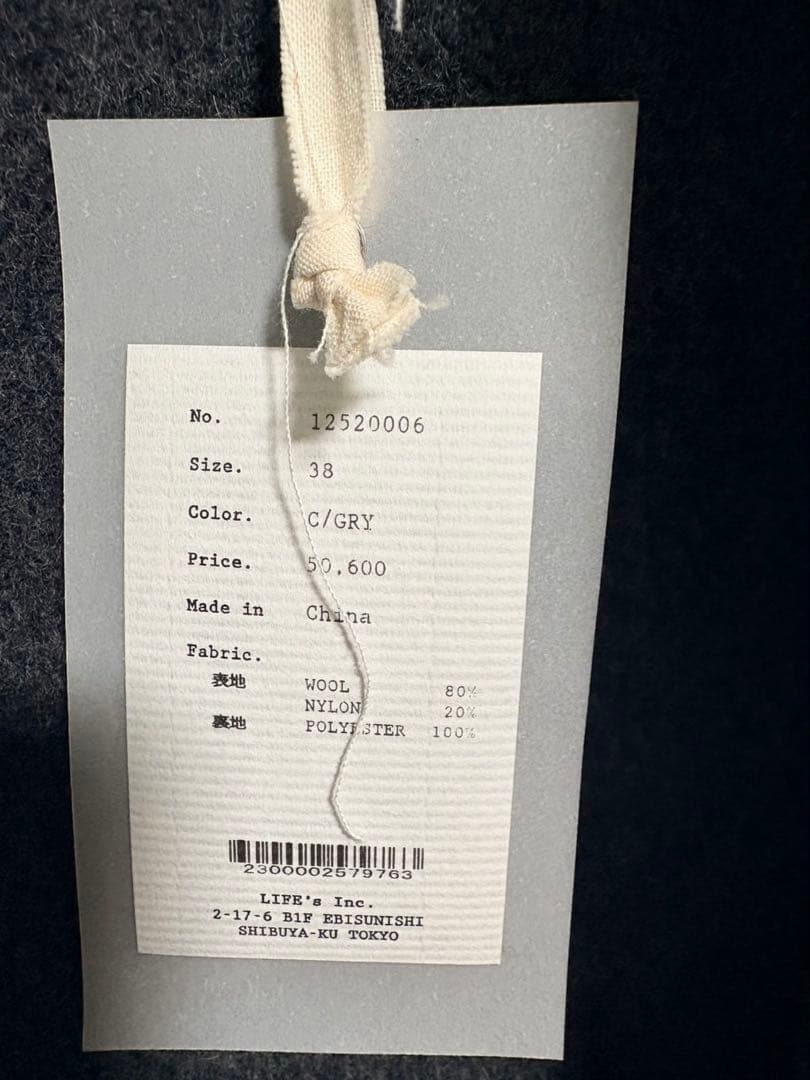 No. 12520006
Size. 38
Color. C/GRY
Price. 50,600
Made in China
Fabric.
表地 WOOL 80%
NYLON 20%
裏地 POLYESTER 100%
2300002579763
LIFE's Inc.
2-17-6 B1F EBISUNISHI
SHIBUYA-KU TOKYO